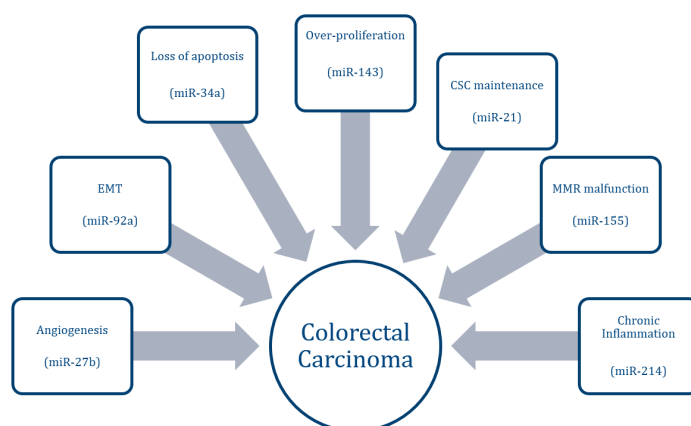 Over-proliferation
(miR-143)
Loss of apoptosis
(miR-34a)
CSC maintenance
(miR-21)
EMT
(miR-92a)
MMR malfunction
(miR-155)
Angiogenesis
(miR-27b)
Colorectal
Carcinoma
Chronic
Inflammation
(miR-214)